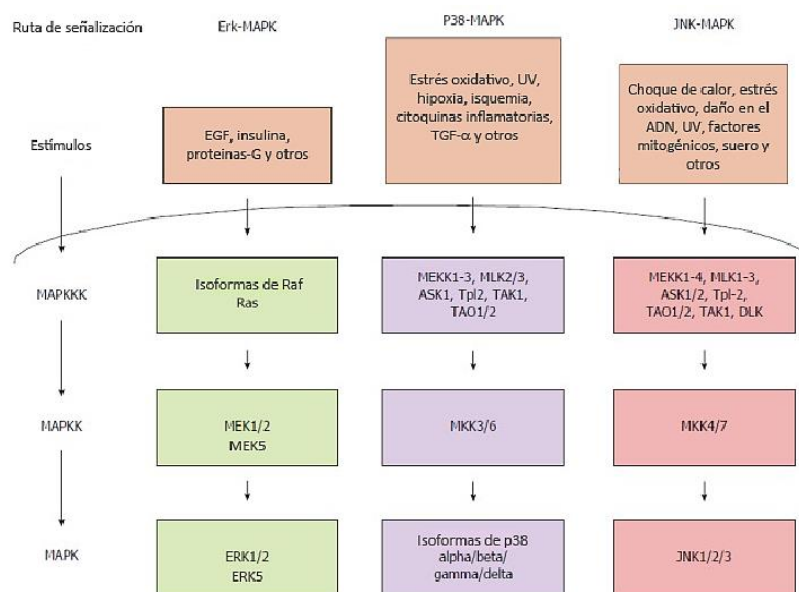 Ruta de señalización
Erk-MAPK
P38-MAPK
JNK-MAPK
Estímulos
EGF, insulina,
proteinas-G y otros
Estrés oxidativo, UV,
hipoxia, isquemia,
citoquinas inflamatorias,
TGF-α y otros
Choque de calor, estrés
oxidativo, daño en el
ADN, UV, factores
mitogénicos, suero y
otros
MAPKKK
Isoformas de Raf
Ras
MEKK1-3, MLK2/3,
ASK1, Tpl2, TAK1,
TAO1/2
MEKK1-4, MLK1-3,
ASK1/2, Tpl-2,
TAO1/2, TAK1, DLK
MAPKK
MEK1/2
MEK5
MKK3/6
MKK4/7
MAPK
ERK1/2
ERK5
Isoformas de p38
alpha/beta/
gamma/delta
JNK1/2/3